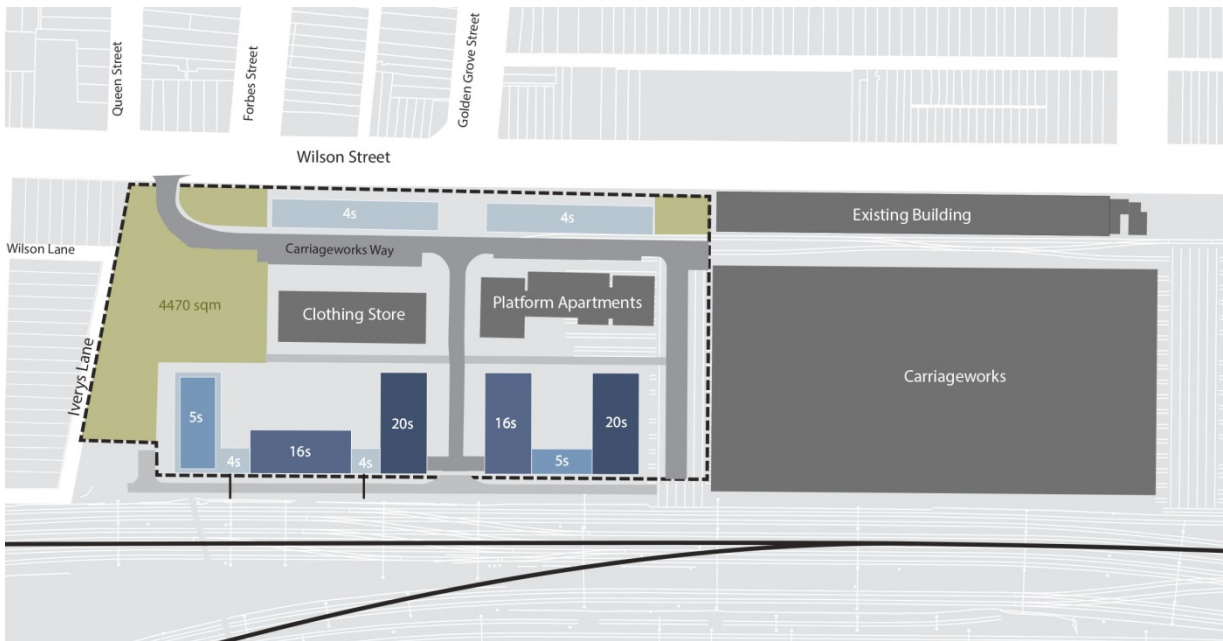 Queen Street
Forbes Street
Golden Grove Street
Wilson Street
4s
4s
Existing Building
Wilson Lane
Carriageworks Way
4470 sqm
Clothing Store
Platform Apartments
Iverys Lane
Carriageworks
5s
4s
16s
4s
20s
16s
5s
20s